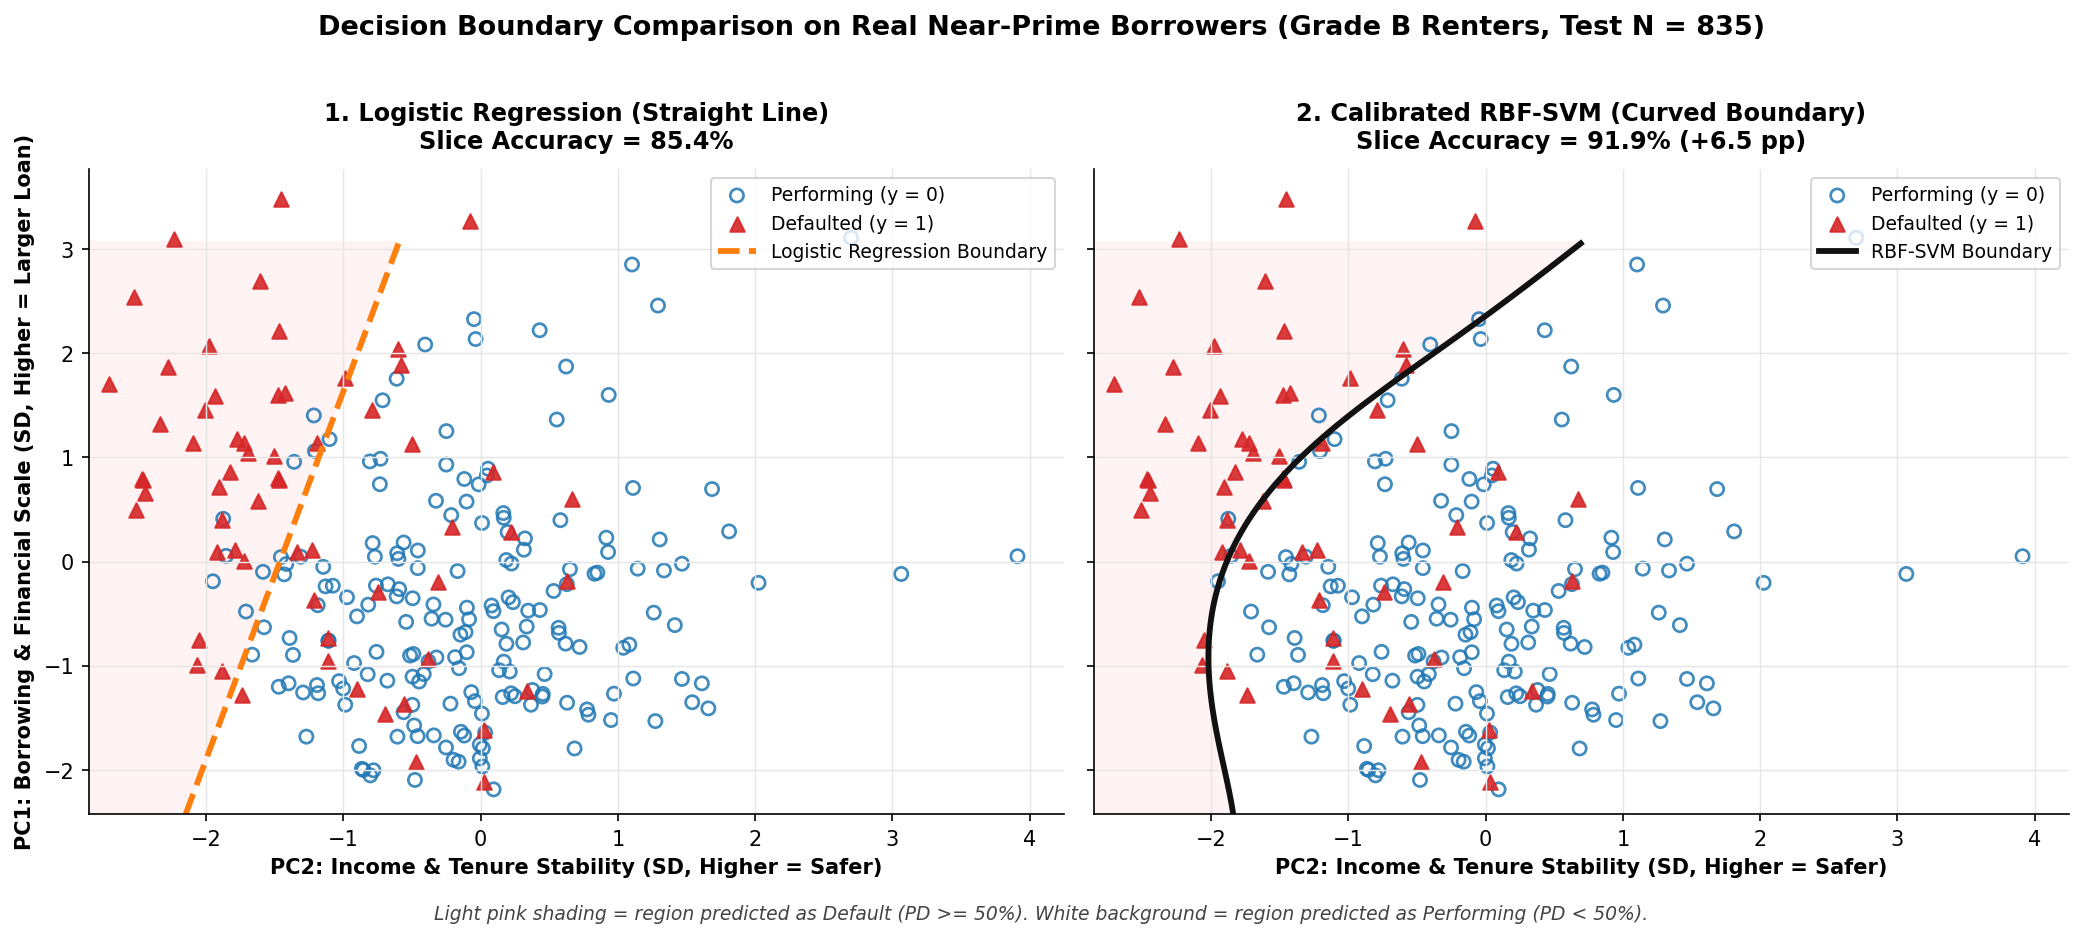 Decision Boundary Comparison on Real Near-Prime Borrowers (Grade B Renters, Test N = 835)
1. Logistic Regression (Straight Line)
Slice Accuracy = 85.4%
PC1: Borrowing & Financial Scale (SD, Higher = Larger Loan)
3
2
1
0
−1
−2
Performing (y = 0)
Defaulted (y = 1)
Logistic Regression Boundary
−2
−1
0
1
2
3
4
PC2: Income & Tenure Stability (SD, Higher = Safer)
2. Calibrated RBF-SVM (Curved Boundary)
Slice Accuracy = 91.9% (+6.5 pp)
Performing (y = 0)
Defaulted (y = 1)
RBF-SVM Boundary
−2
−1
0
1
2
3
4
PC2: Income & Tenure Stability (SD, Higher = Safer)
Light pink shading = region predicted as Default (PD >= 50%). White background = region predicted as Performing (PD < 50%).